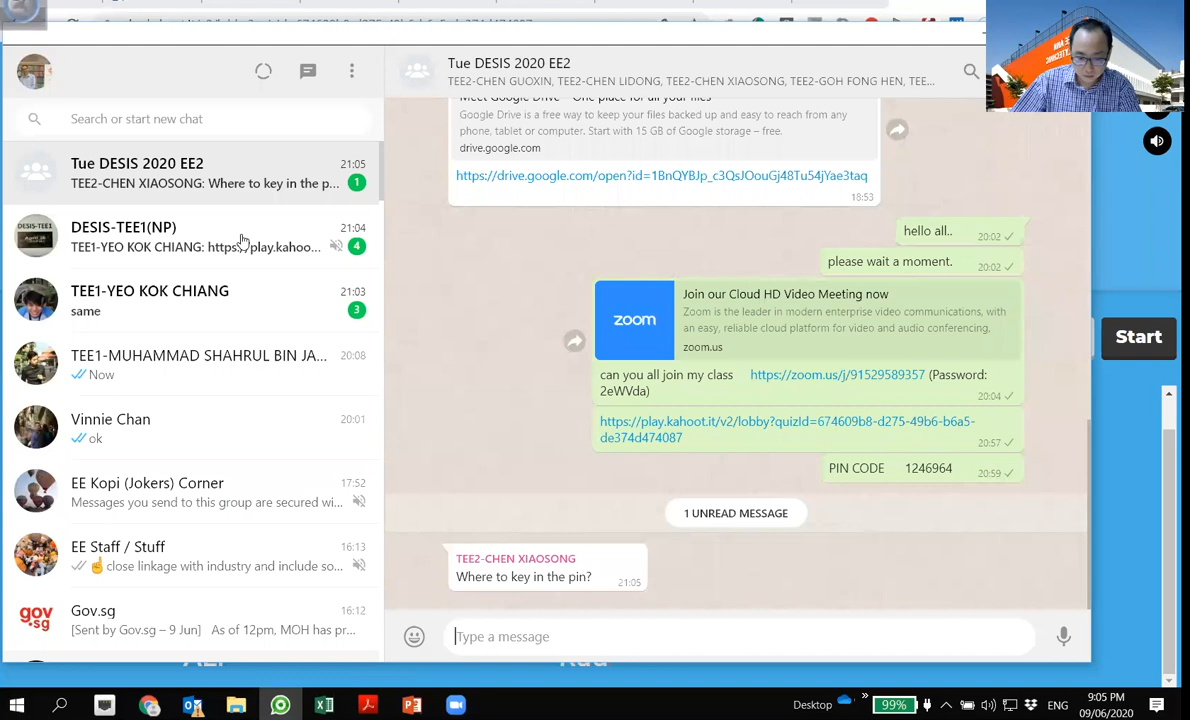 Search or start new chat
Tue DESIS 2020 EE2
21:05
TEE2-CHEN XIAOSONG: Where to key in the p...
1
DESIS-TEE1(NP)
21:04
TEE1-YEO KOK CHIANG: https://play.kahoo...
4
TEE1-YEO KOK CHIANG
21:03
same
3
TEE1-MUHAMMAD SHAHRUL BIN JA...
20:08
Now
Vinnie Chan
20:01
ok
EE Kopi (Jokers) Corner
17:52
Messages you send to this group are secured wi...
EE Staff / Stuff
16:13
close linkage with industry and include so...
Gov.sg
16:12
gov
.sg
[Sent by Gov.sg – 9 Jun] As of 12pm, MOH has pr...
Tue DESIS 2020 EE2
TEE2-CHEN GUOXIN, TEE2-CHEN LIDONG, TEE2-CHEN XIAOSONG, TEE2-GOH FONG HEN, TEE...
Meet Google Drive – One place for all your files
Google Drive is a free way to keep your files backed up and easy to reach from any
phone, tablet or computer. Start with 15 GB of Google storage – free.
drive.google.com
https://drive.google.com/open?id=1BnQYBJp_c3QsJOouGj48Tu54jYae3taq
18:53
hello all..
20:02
please wait a moment.
20:02
zoom
Join our Cloud HD Video Meeting now
Zoom is the leader in modern enterprise video communications, with
an easy, reliable cloud platform for video and audio conferencing,
zoom.us
can you all join my class https://zoom.us/j/91529589357 (Password:
2eWVda)
20:04
https://play.kahoot.it/v2/lobby?quizId=674609b8-d275-49b6-b6a5-
de374d474087
20:57
PIN CODE 1246964
20:59
1 UNREAD MESSAGE
TEE2-CHEN XIAOSONG
Where to key in the pin?
21:05
Type a message
Start
Desktop
99%
ENG
9:05 PM
09/06/2020